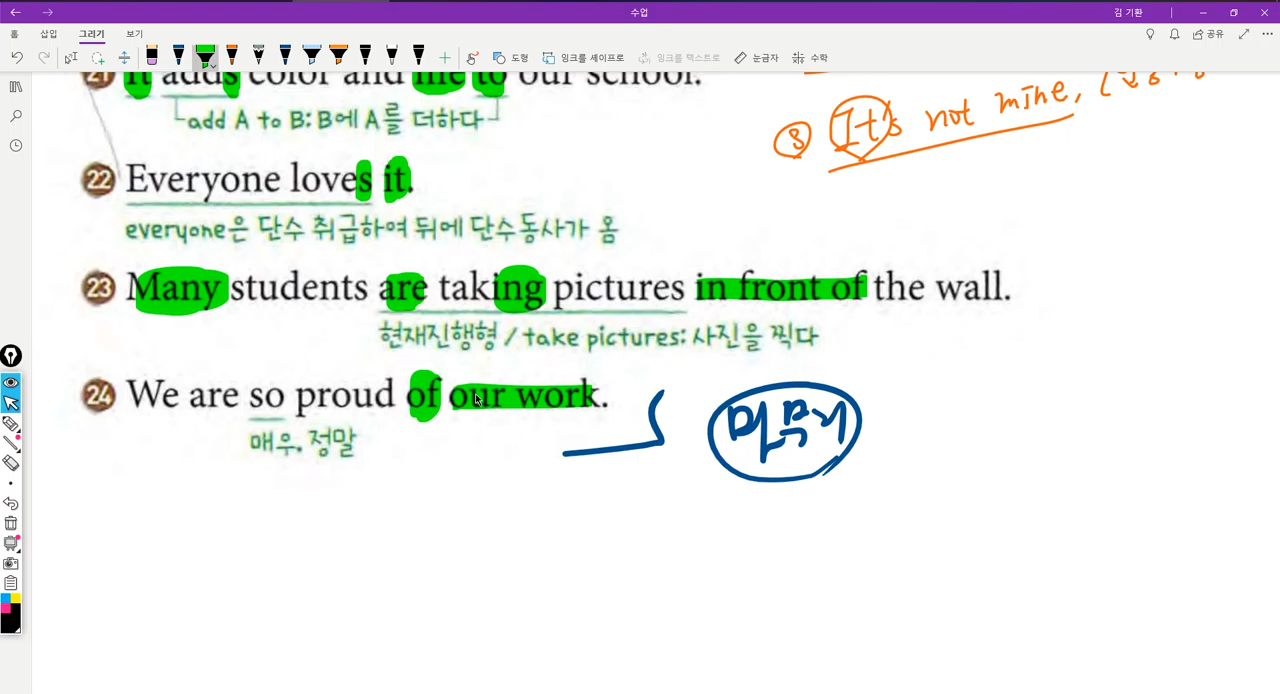 수업
김 기환
홈 삽입 그리기 보기
도형 잉크를 셰이프로 잉크를 텍스트로 눈금자 수학 공유
21 It adds color and life to our school.
add A to B: B에 A를 더하다
3 It's not mine,
22 Everyone loves it.
everyone은 단수 취급하여 뒤에 단수동사가 옴
23 Many students are taking pictures in front of the wall.
현재진행형 / take pictures: 사진을 찍다
24 We are so proud of our work.
매우, 정말